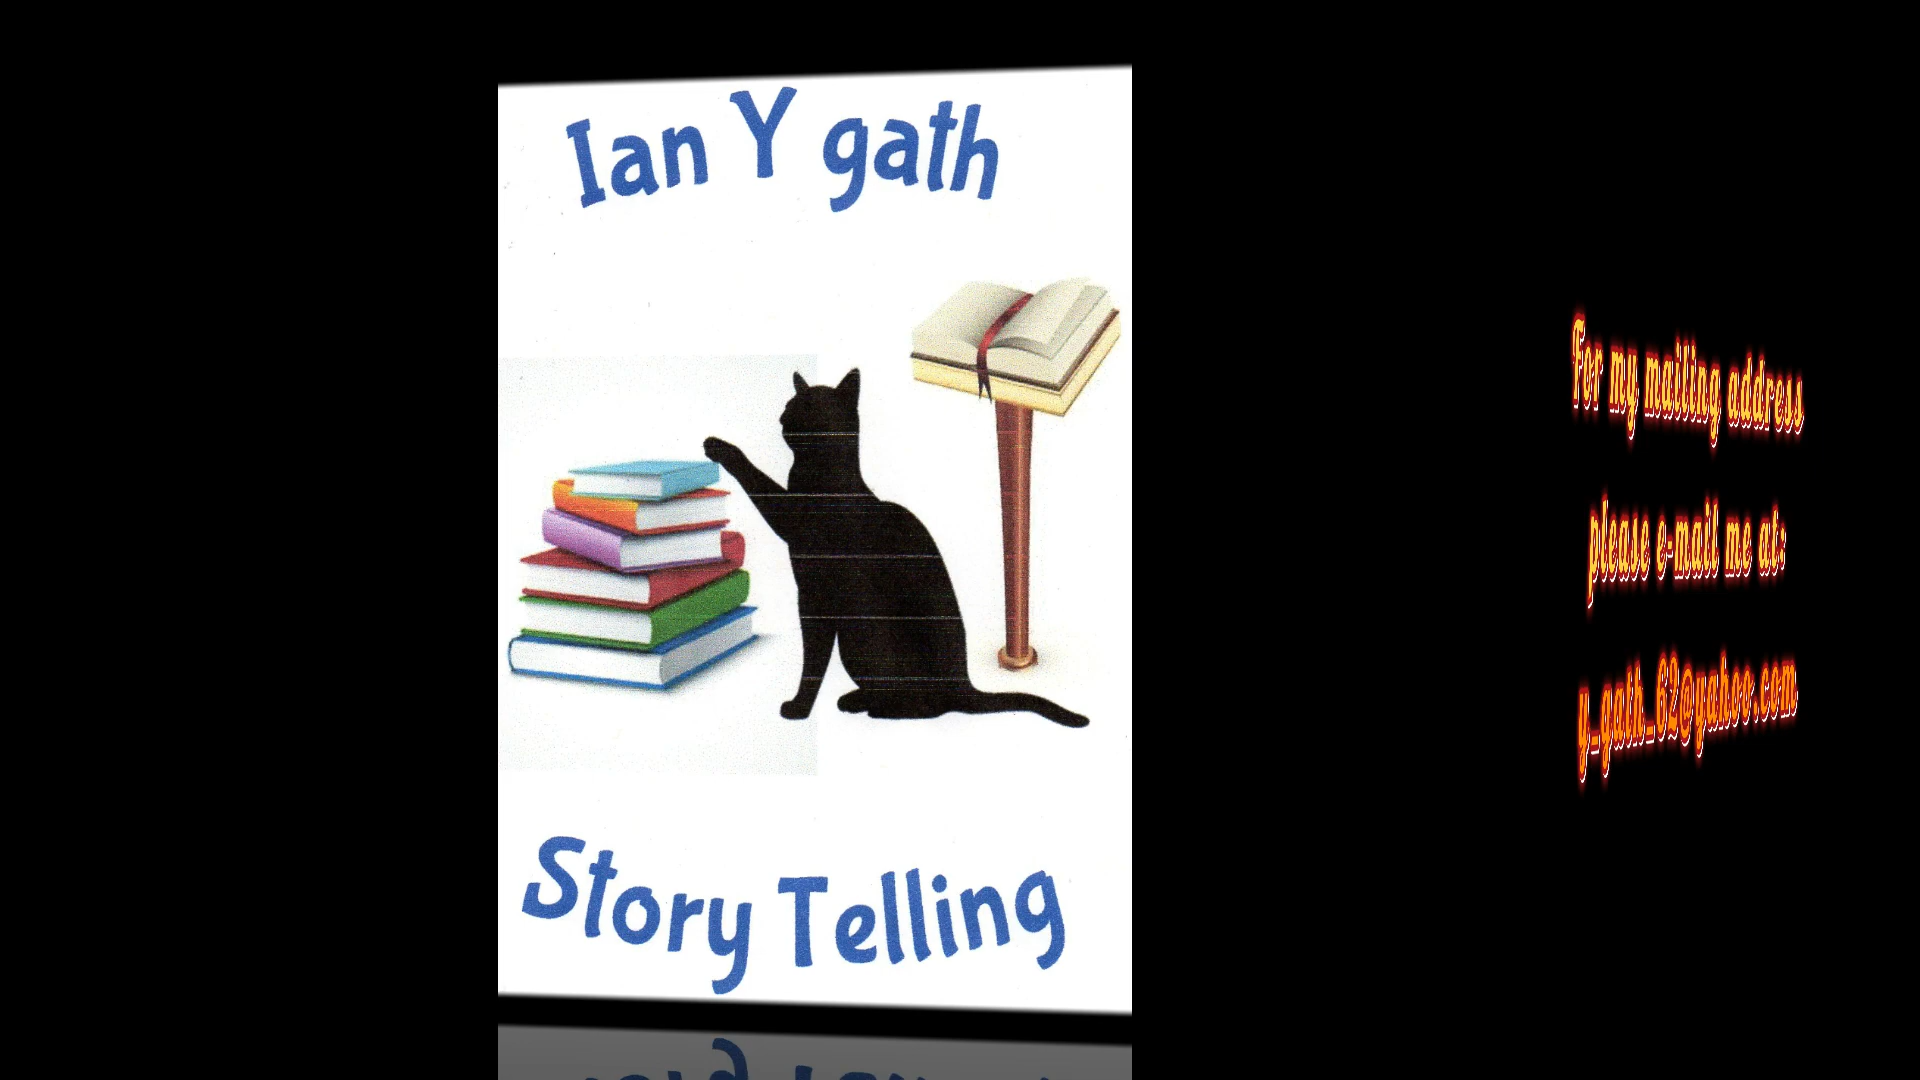 Ian Y gath
Story Telling
For my mailing address
please e-mail me at:
y_gath_62@yahoo.com